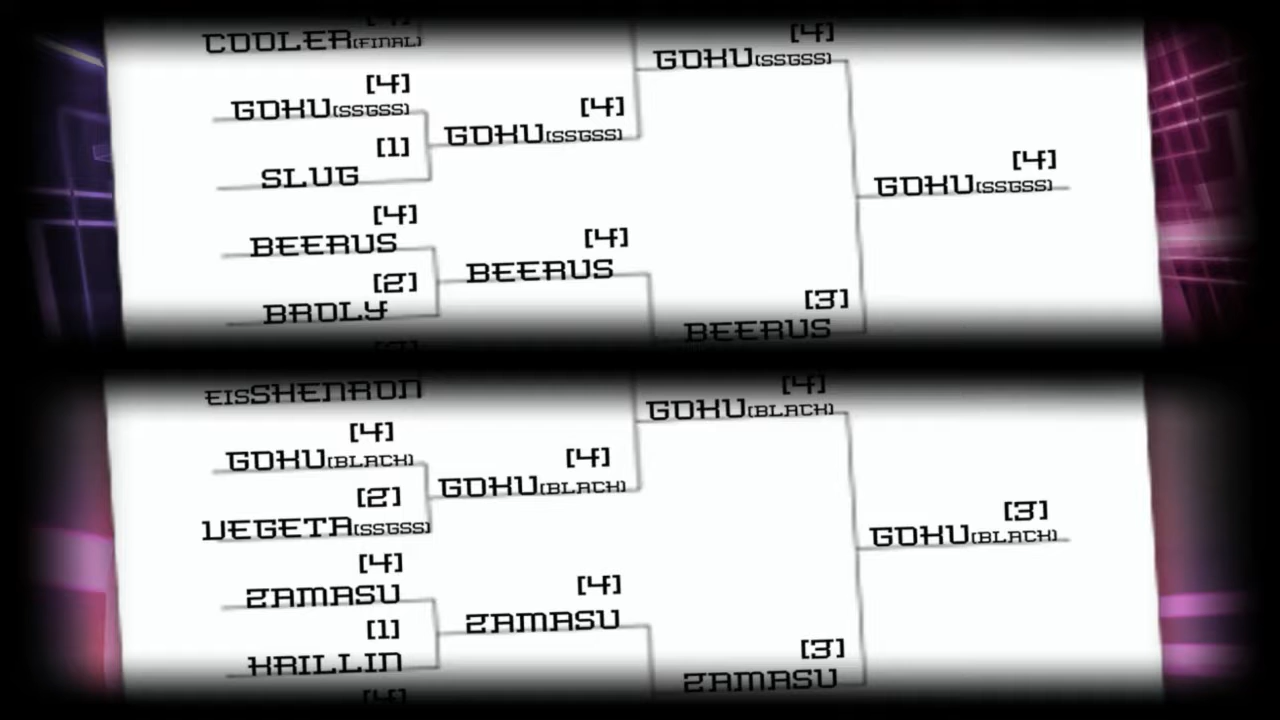 COOLER(FINAL)
[4]
GOKU(SSGSS)
[1]
SLUG
[4]
BEERUS
[2]
BROLY
[4]
GOKU(SSGSS)
[4]
BEERUS
[4]
GOKU(SSGSS)
[3]
BEERUS
[4]
GOKU(SSGSS)
EISSHENRON
[4]
GOKU(BLACK)
[2]
VEGETA(SSGSS)
[4]
ZAMASU
[1]
KRILLIN
[4]
[4]
GOKU(BLACK)
[4]
ZAMASU
[4]
GOKU(BLACK)
[3]
ZAMASU
[3]
GOKU(BLACK)